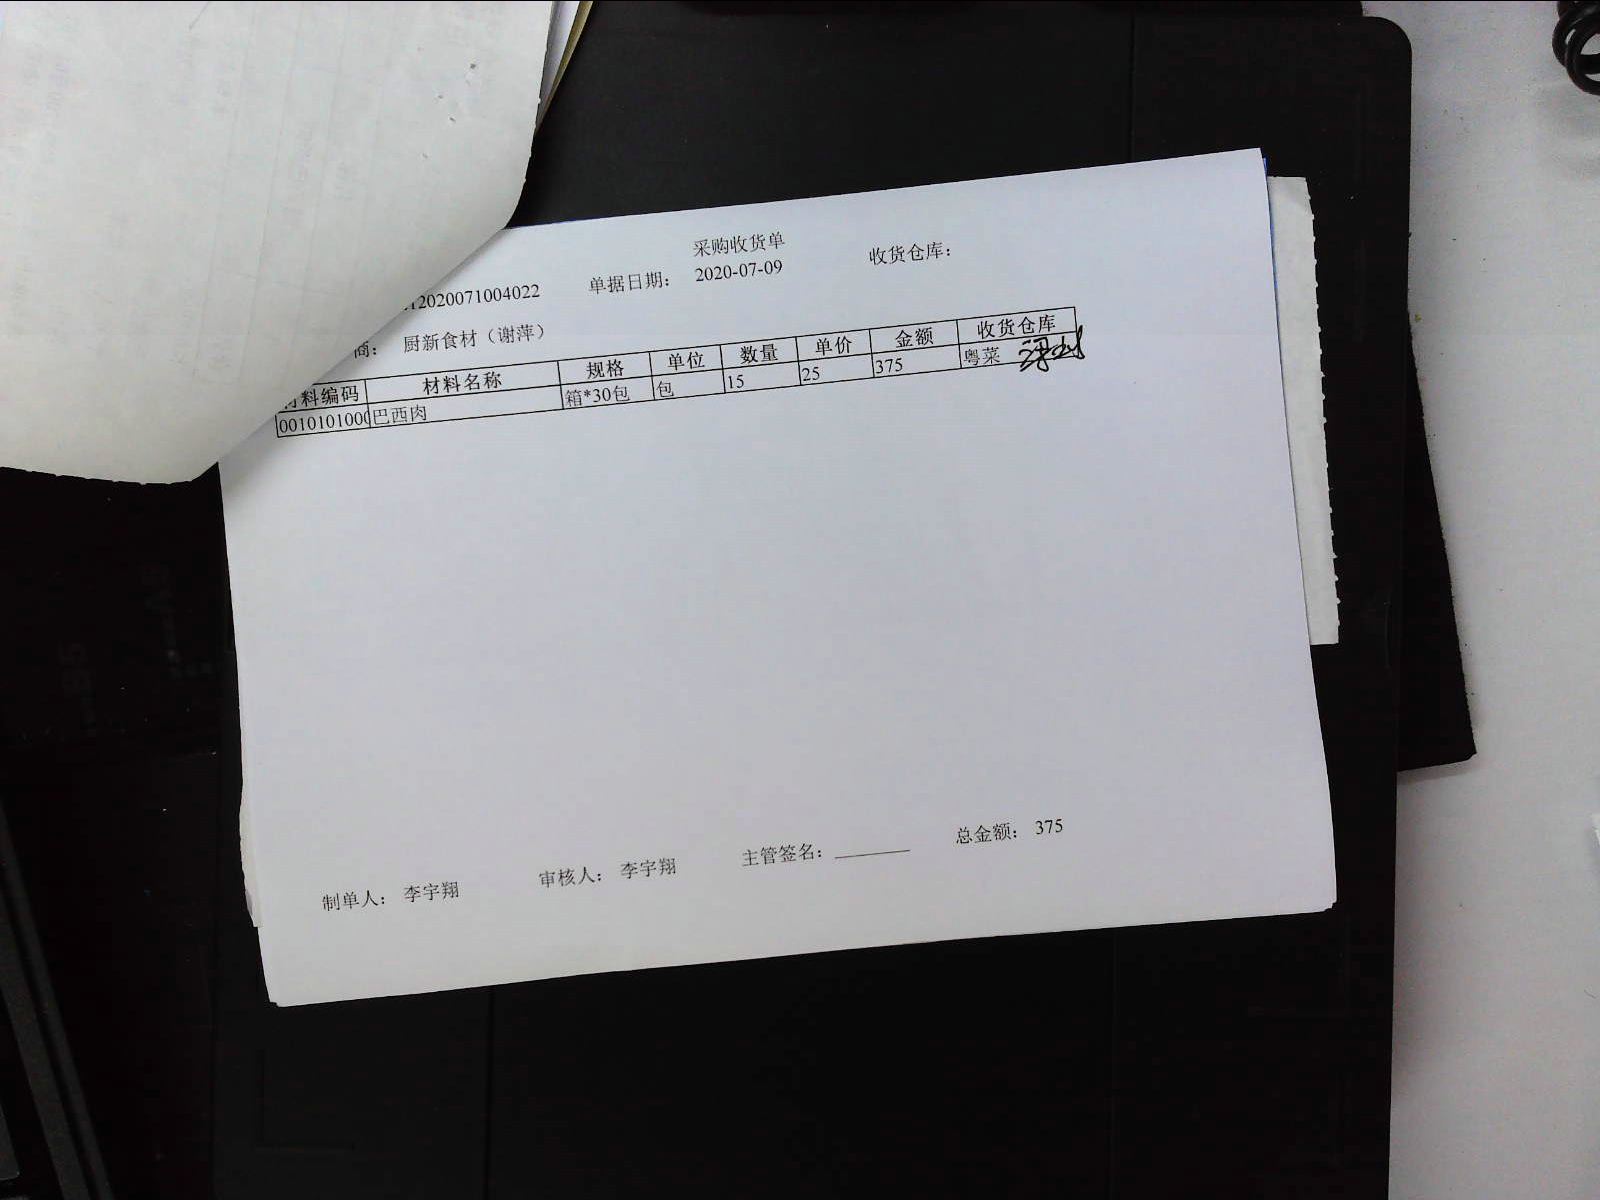 采购收货单
12020071004022 单据日期： 2020-07-09 收货仓库：
商： 厨新食材（谢萍）
材料编码 材料名称 规格 单位 数量 单价 金额 收货仓库
0010101000 巴西肉 箱*30包 包 15 25 375 粤菜
制单人： 李宇翔 审核人： 李宇翔 主管签名： 总金额： 375